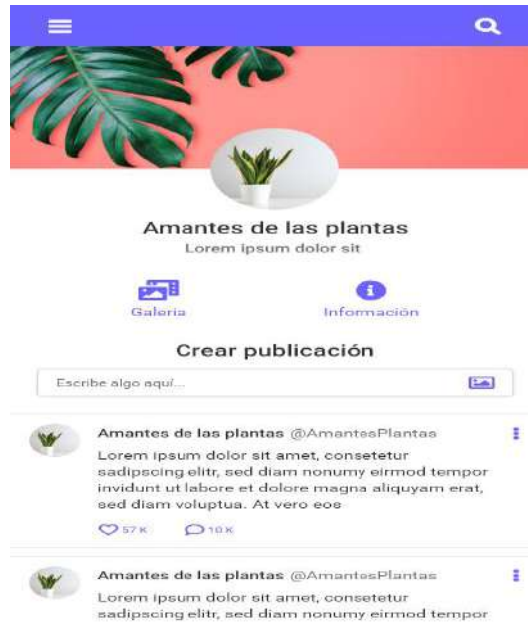 Amantes de las plantas
Lorem ipsum dolor sit
Galería Información
Crear publicación
Escribe algo aquí...
Amantes de las plantas @AmantesPlantas
Lorem ipsum dolor sit amet, consetetur
sadipscing elitr, sed diam nonumy eirmod tempor
invidunt ut labore et dolore magna aliquyam erat,
sed diam voluptua. At vero eos
57 K 10 K
Amantes de las plantas @AmantesPlantas
Lorem ipsum dolor sit amet, consetetur
sadipscing elitr, sed diam nonumy eirmod tempor